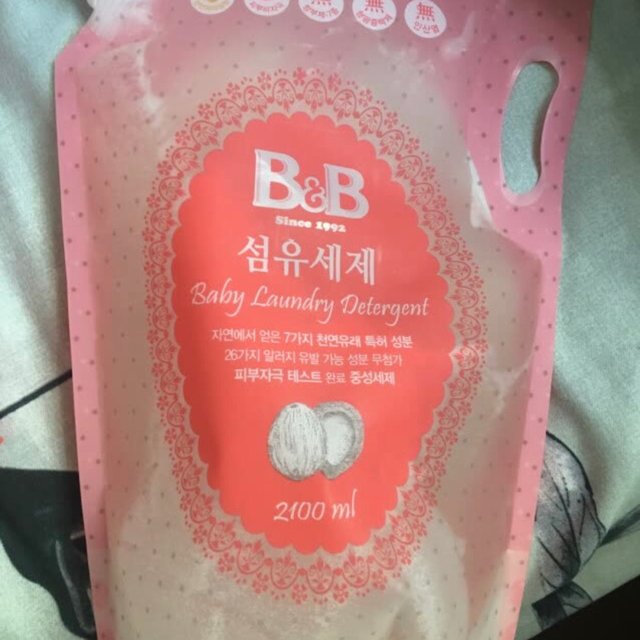 無
無
無
B&B
Since 1992
섬유세제
Baby Laundry Detergent
자연에서 얻은 7가지 천연유래 특허 성분
26가지 알러지 유발 가능 성분 무첨가
피부자극 테스트 완료 중성세제
2100 ml